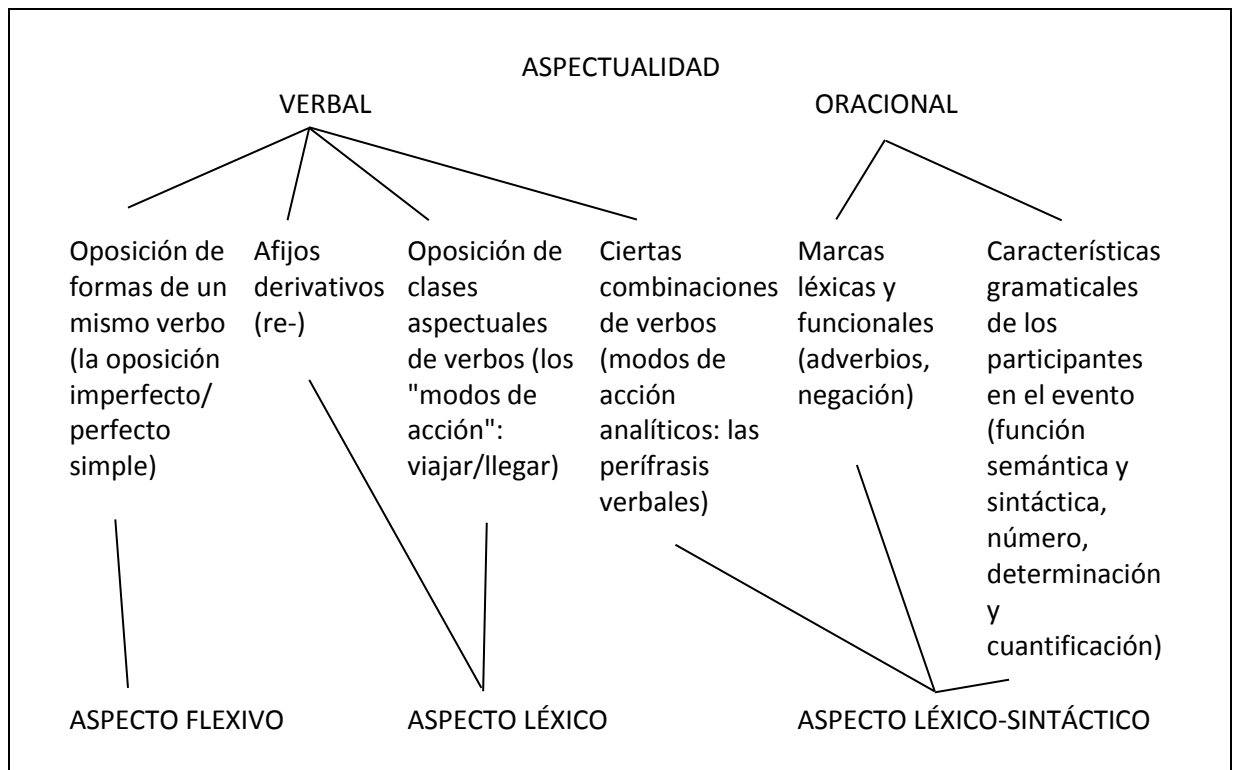 ASPECTUALIDAD
VERBAL
ORACIONAL
Oposición de
formas de un
mismo verbo
(la oposición
imperfecto/
perfecto
simple)
Afijos
derivativos
(re-)
Oposición de
clases
aspectuales
de verbos (los
"modos de
acción":
viajar/llegar)
Ciertas
combinaciones
de verbos
(modos de
acción
analíticos: las
perífrasis
verbales)
Marcas
léxicas y
funcionales
(adverbios,
negación)
Característícas
gramaticales
de los
participantes
en el evento
(función
semántica y
sintáctica,
número,
determinación
y
cuantificación)
ASPECTO FLEXIVO
ASPECTO LÉXICO
ASPECTO LÉXICO-SINTÁCTICO